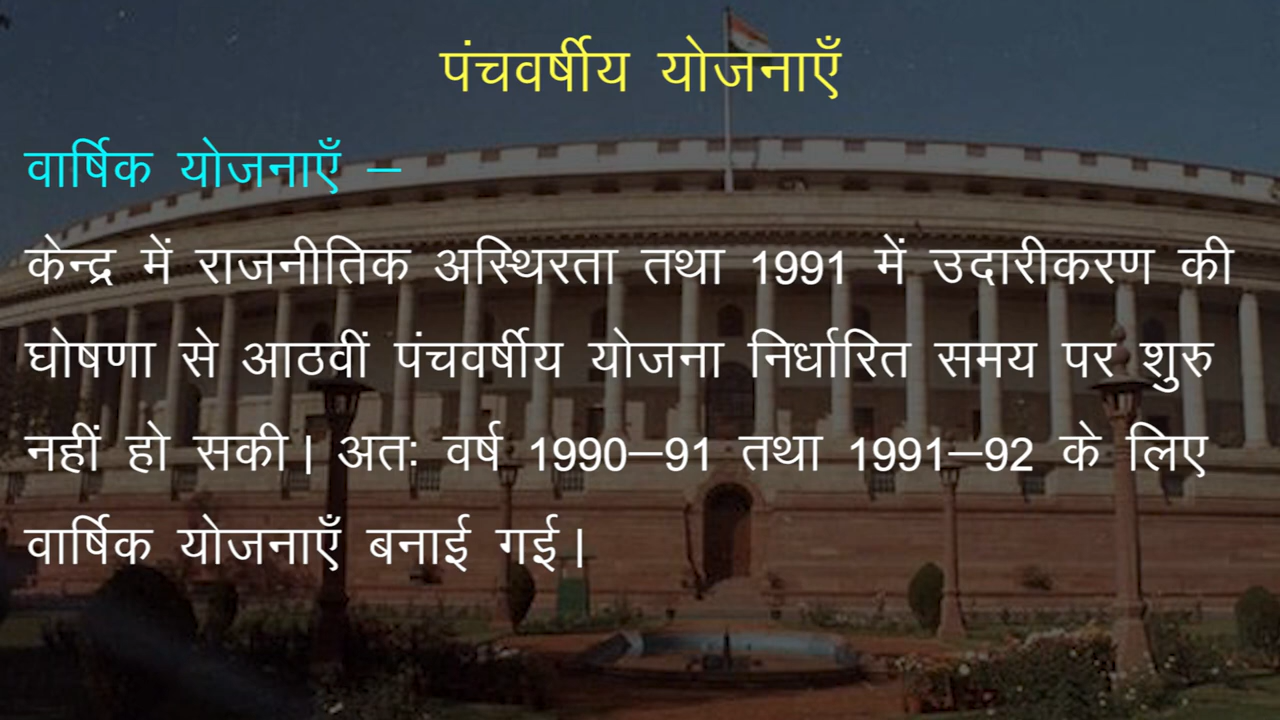 पंचवर्षीय योजनाएँ
वार्षिक योजनाएँ –
केन्द्र में राजनीतिक अस्थिरता तथा 1991 में उदारीकरण की
घोषणा से आठवीं पंचवर्षीय योजना निर्धारित समय पर शुरु
नहीं हो सकी। अतः वर्ष 1990–91 तथा 1991–92 के लिए
वार्षिक योजनाएँ बनाई गई।